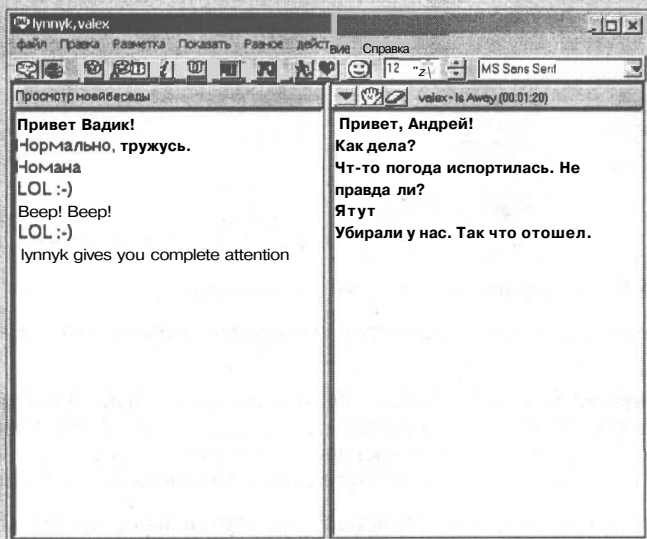 lynnyk, valex
файл Правка Разметка Показать Разное действие Справка
12 "z\ MS Sans Serif
Просмотр моей беседы
valex - Is Away (00:01:20)
Привет Вадик!
Нормально, тружусь.
Номана
LOL :-)
Beep! Beep!
LOL :-)
lynnyk gives you complete attention
Привет, Андрей!
Как дела?
Чт-то погода испортилась. Не
правда ли?
Я тут
Убирали у нас. Так что отошел.